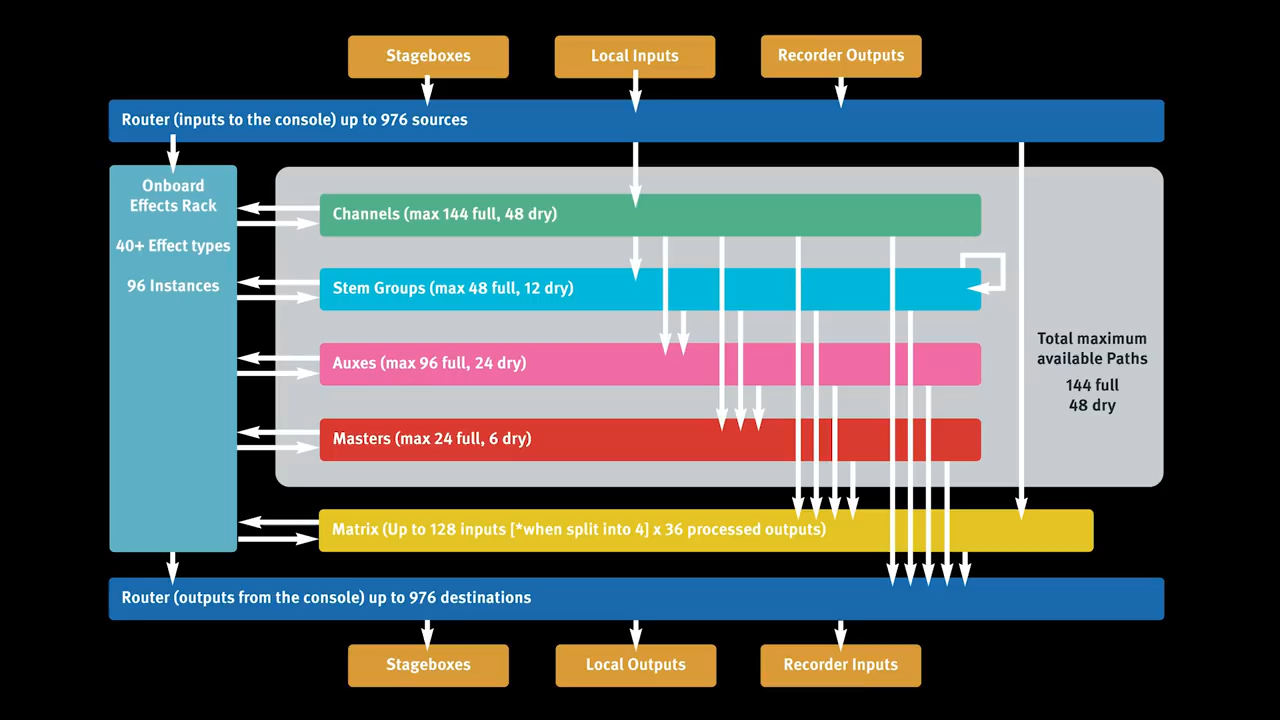 Stageboxes
Local Inputs
Recorder Outputs
Router (inputs to the console) up to 976 sources
Onboard
Effects Rack
40+ Effect types
96 Instances
Channels (max 144 full, 48 dry)
Stem Groups (max 48 full, 12 dry)
Auxes (max 96 full, 24 dry)
Masters (max 24 full, 6 dry)
Total maximum
available Paths
144 full
48 dry
Matrix (Up to 128 inputs [*when split into 4] x 36 processed outputs)
Router (outputs from the console) up to 976 destinations
Stageboxes
Local Outputs
Recorder Inputs